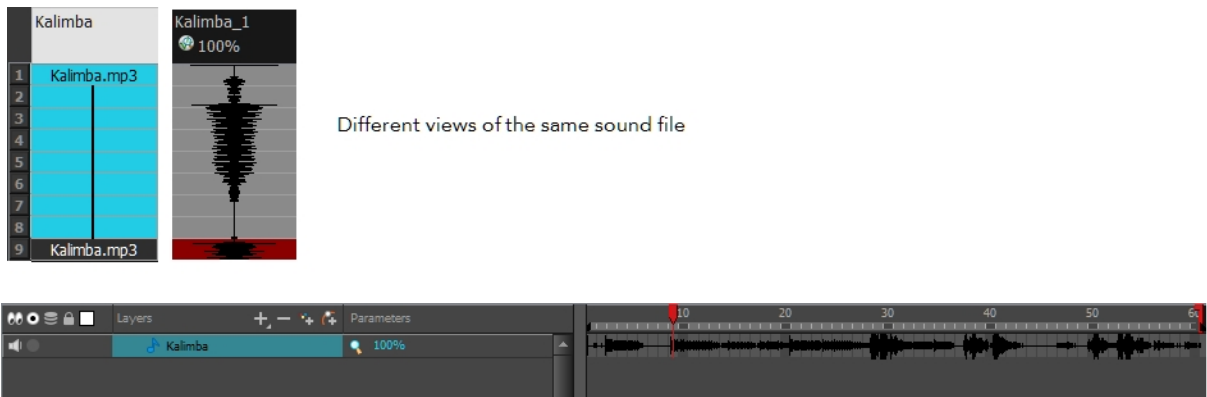 Kalimba
Kalimba_1
100%
1 Kalimba.mp3
2
3
4
5
6
7
8
9 Kalimba.mp3
Different views of the same sound file
Layers Parameters 10 20 30 40 50 60
Kalimba 100%